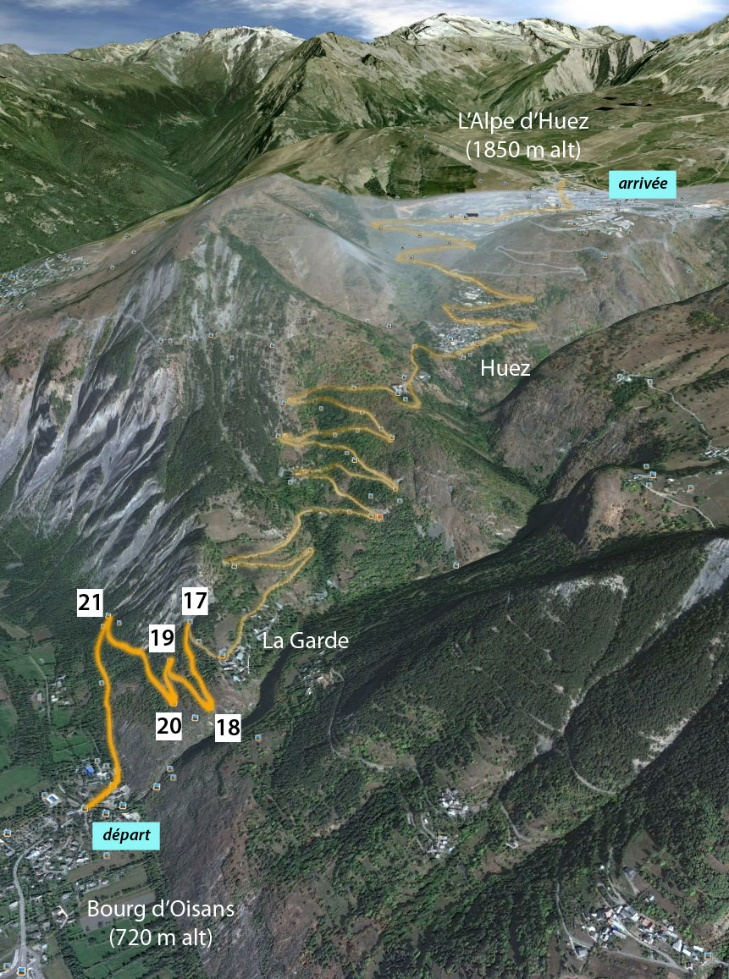 L'Alpe d'Huez
(1850 m alt)
arrivée
Huez
21
17
19
La Garde
20
18
départ
Bourg d'Oisans
(720 m alt)